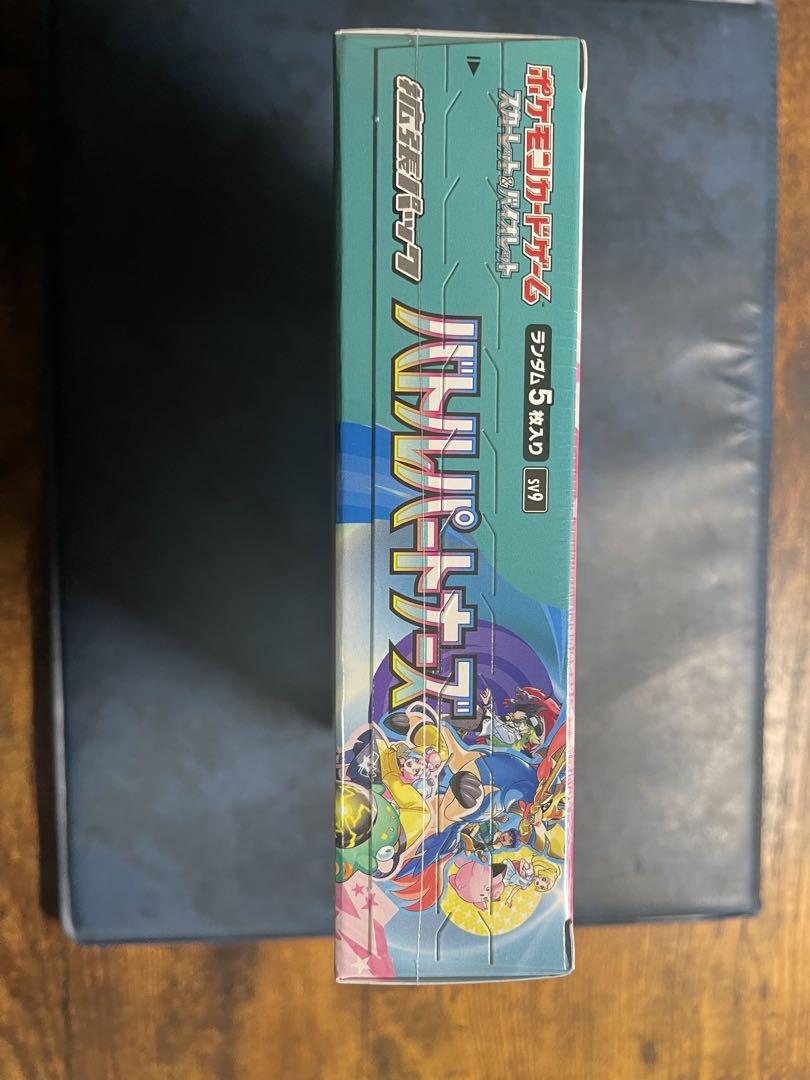 ポケモンカードゲーム™
スカーレット&バイオレット
ランダム5枚入り
sv9
拡張パック
バトルパートナーズ